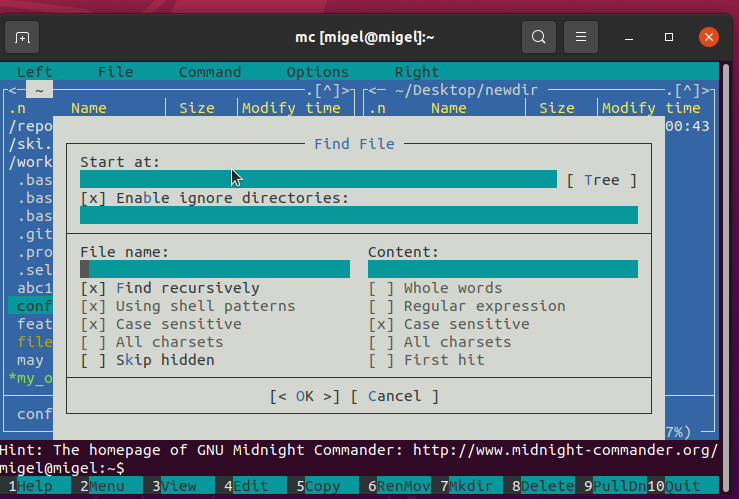 mc [migel@migel]:~
Left File Command Options Right
<─ ~ .[^]> <─ ~/Desktop/newdir .[^]>
.n Name Size Modify time .n Name Size Modify time
/repo 00:43
/ski.
/work
.bas
.bas
.bas
.git
.pro
.sel
abc1
conf
feat
file
may
*my_o
conf
7%)
Find File
Start at:
[ Tree ]
[x] Enable ignore directories:
File name: Content:
[x] Find recursively [ ] Whole words
[x] Using shell patterns [ ] Regular expression
[x] Case sensitive [x] Case sensitive
[ ] All charsets [ ] All charsets
[ ] Skip hidden [ ] First hit
[< OK >] [ Cancel ]
Hint: The homepage of GNU Midnight Commander: http://www.midnight-commander.org/
migel@migel:~$
1Help 2Menu 3View 4Edit 5Copy 6RenMov 7Mkdir 8Delete 9PullDn 10Quit